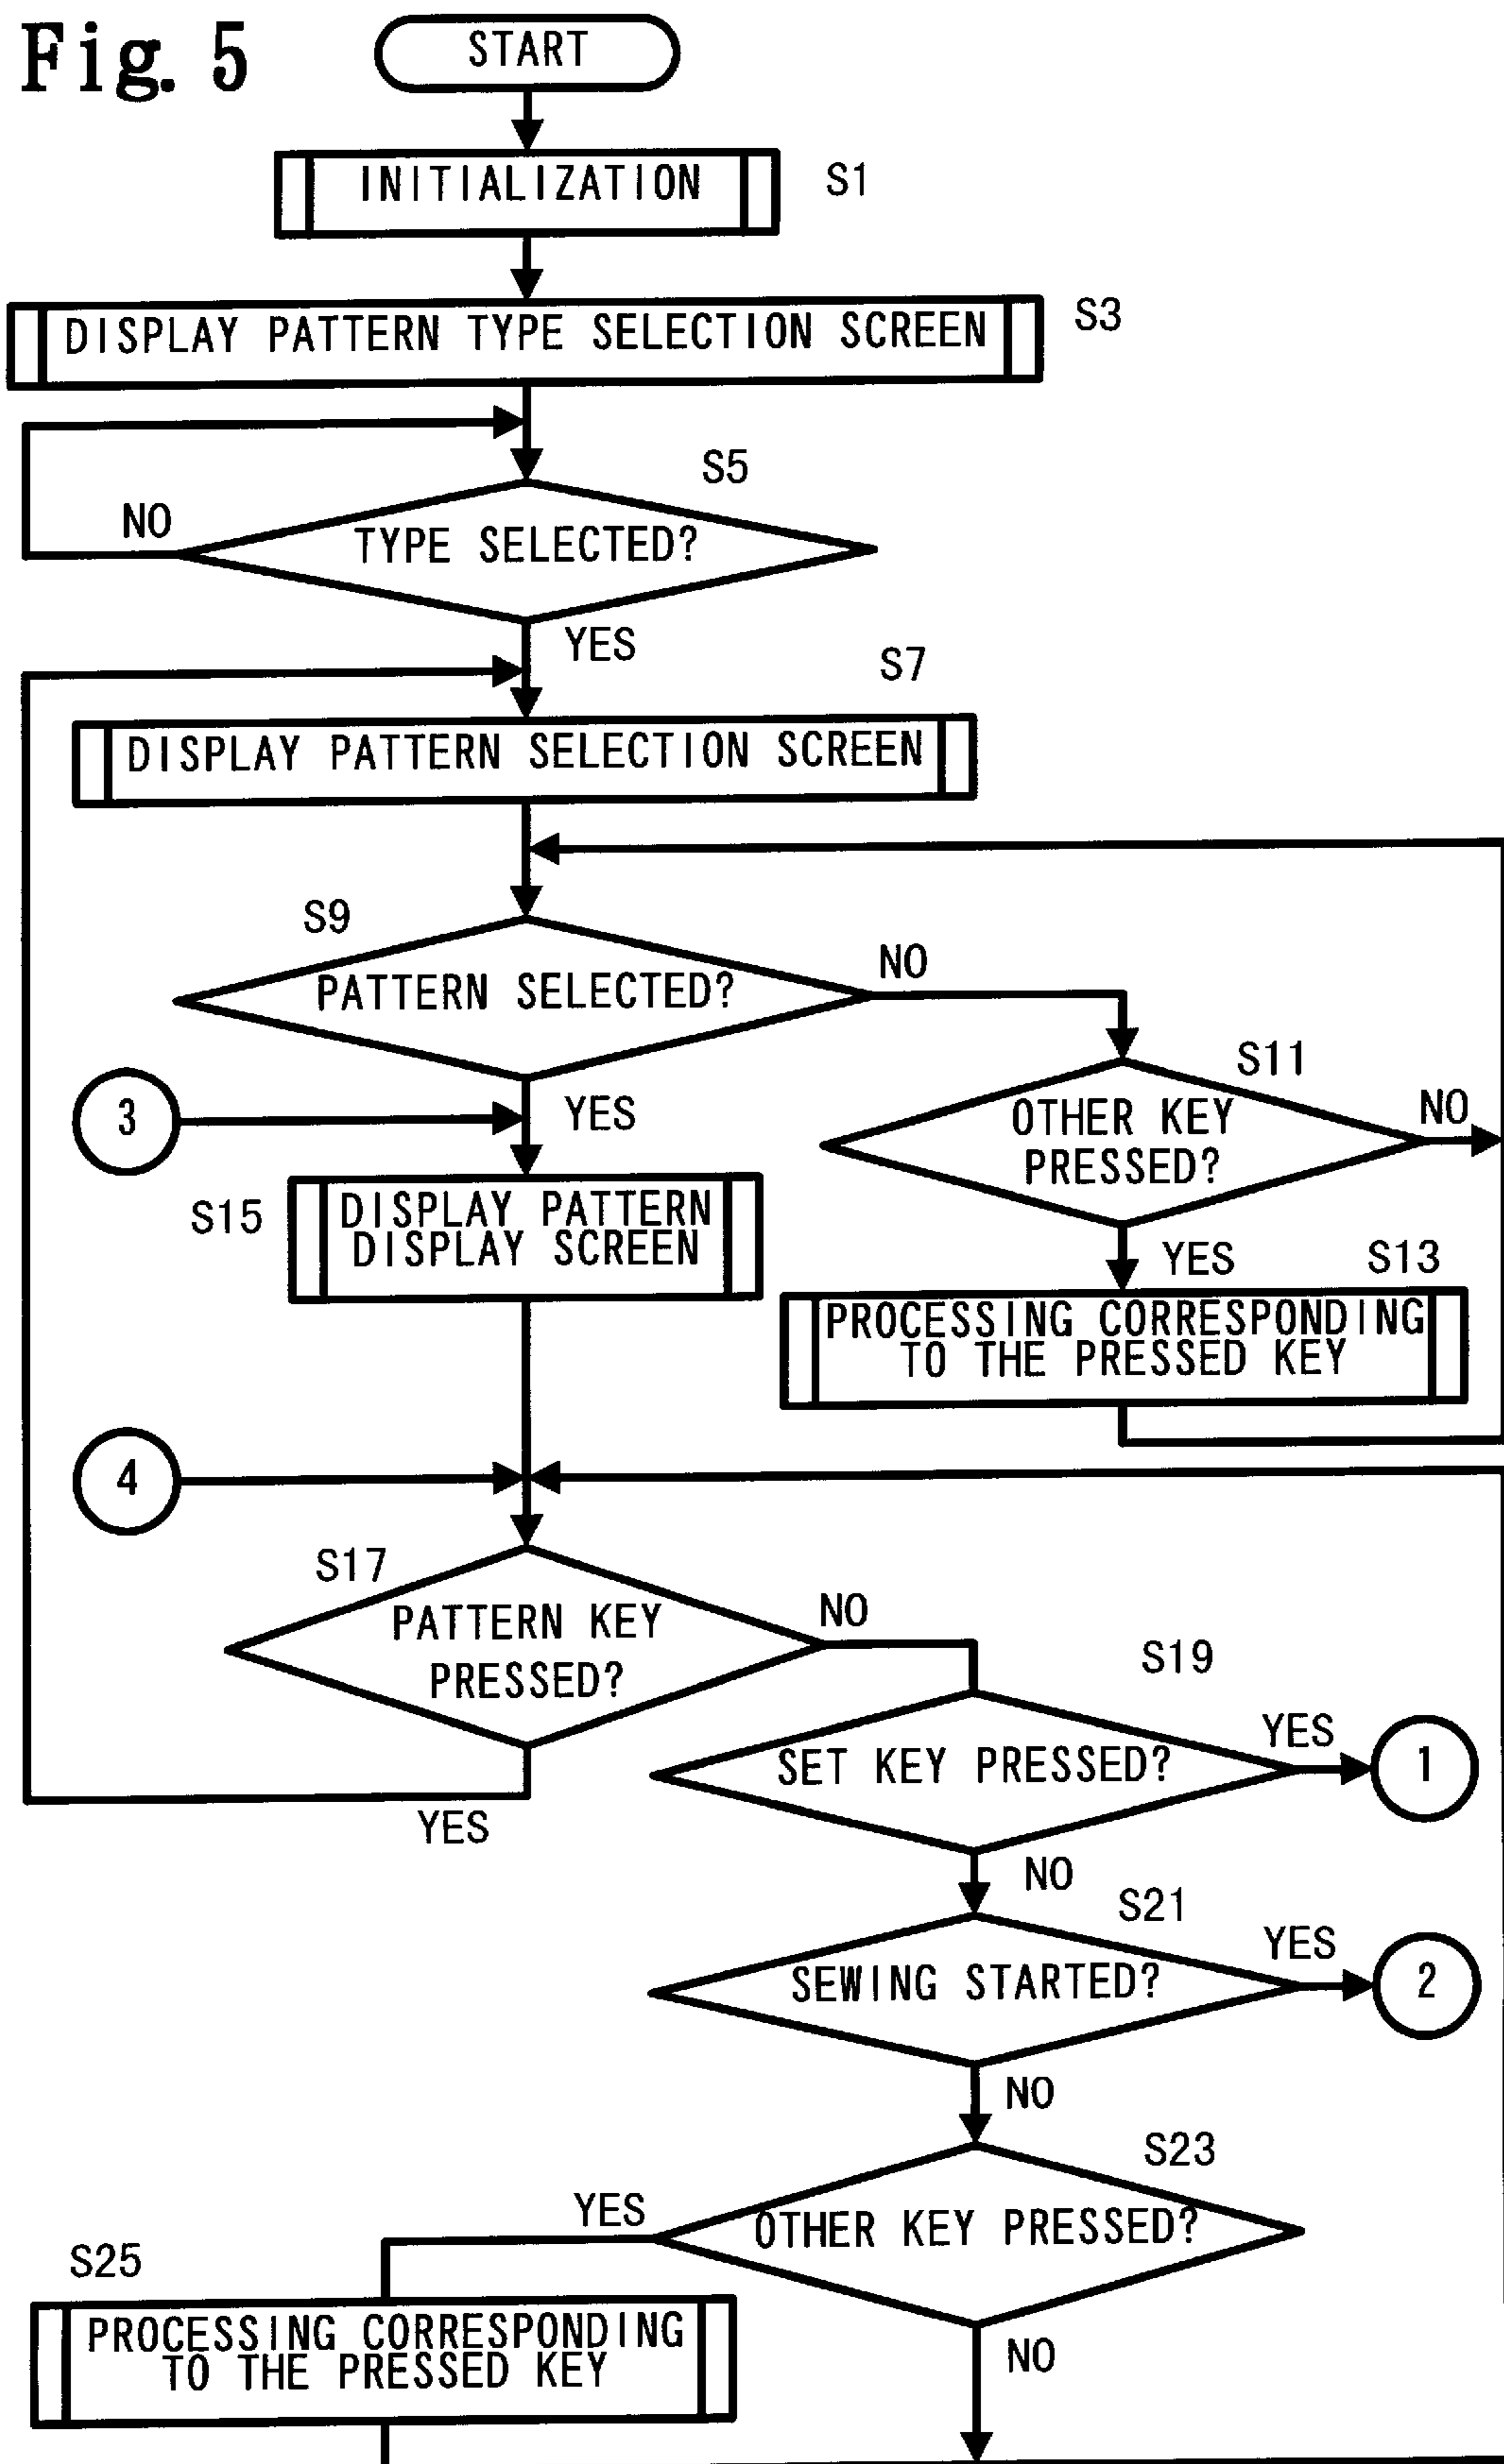 Fig. 5
START
INITIALIZATION
S1
DISPLAY PATTERN TYPE SELECTION SCREEN
S3
S5
NO
TYPE SELECTED?
YES
S7
DISPLAY PATTERN SELECTION SCREEN
S9
PATTERN SELECTED?
NO
S11
OTHER KEY
PRESSED?
NO
3
YES
S15
DISPLAY PATTERN
DISPLAY SCREEN
YES
S13
PROCESSING CORRESPONDING
TO THE PRESSED KEY
4
S17
PATTERN KEY
PRESSED?
NO
S19
YES
SET KEY PRESSED?
1
YES
NO
S21
YES
SEWING STARTED?
2
NO
S23
YES
OTHER KEY PRESSED?
S25
PROCESSING CORRESPONDING
TO THE PRESSED KEY
NO